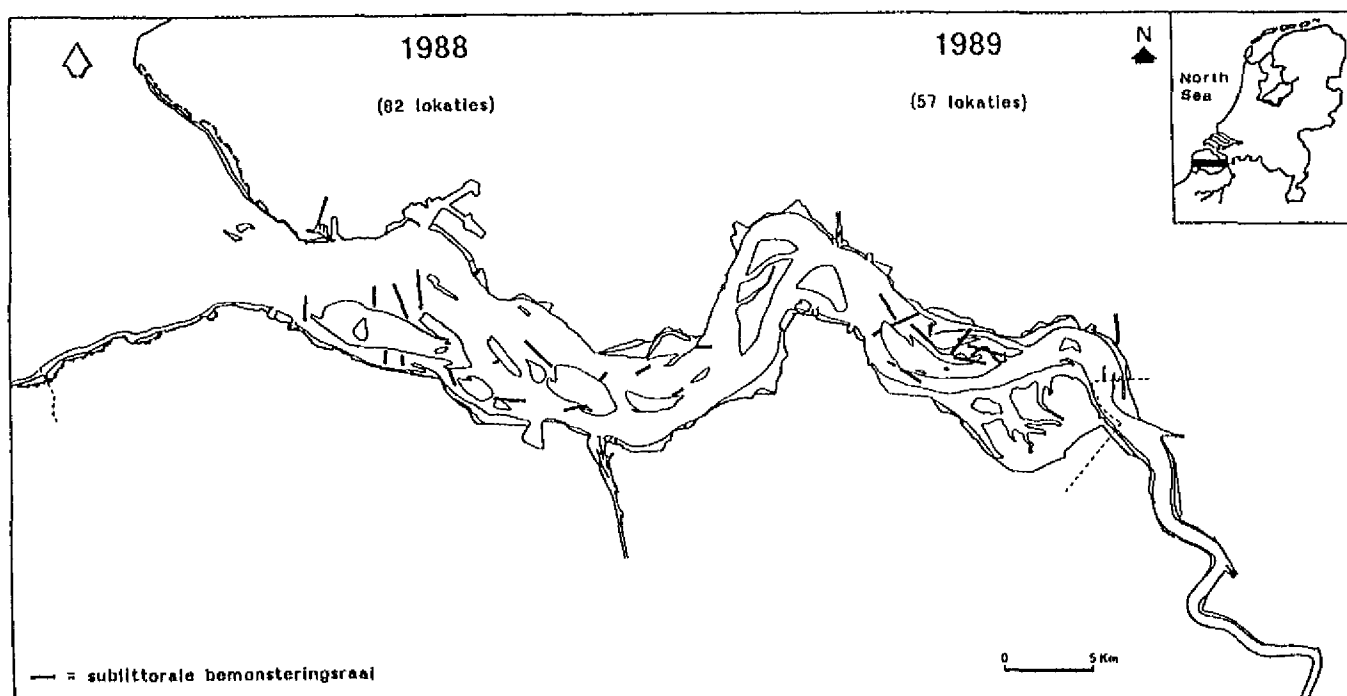 1988
(82 lokaties)
1989
(57 lokaties)
N
North
Sea
= sublittorale bemonsteringsraai
0 5 Km